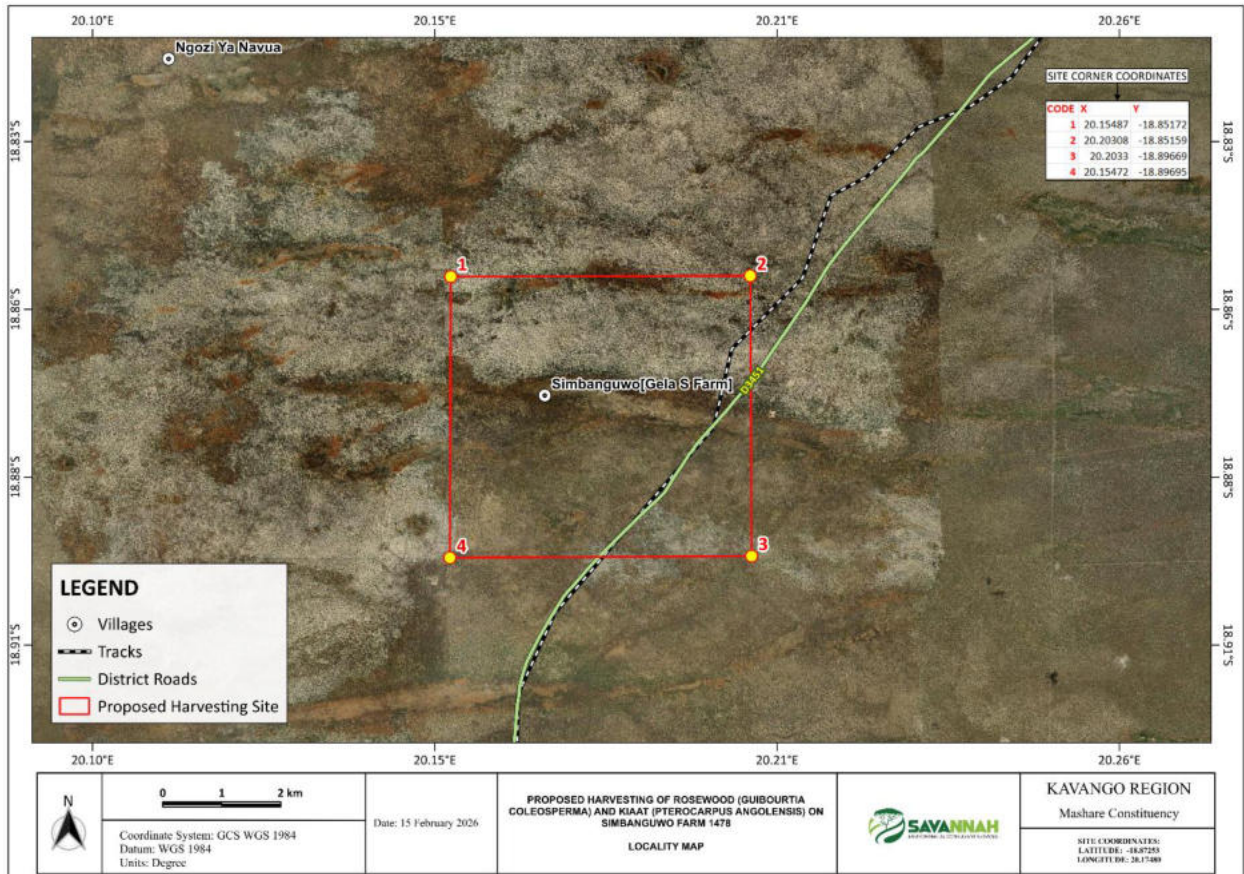 20.10°E
20.15°E
20.21°E
20.26°E
Ngozi Ya Navua
SITE CORNER COORDINATES
CODE X Y
1 20.15487 -18.85172
2 20.20308 -18.85159
3 20.2033 -18.89669
4 20.15472 -18.89695
18.83°S
18.83°S
1
2
18.86°S
18.86°S
Simbanguwo[Gela S Farm]
D3451
18.88°S
18.88°S
4
3
LEGEND
Villages
Tracks
District Roads
Proposed Harvesting Site
18.91°S
18.91°S
20.10°E
20.15°E
20.21°E
20.26°E
N
0 1 2 km
Coordinate System: GCS WGS 1984
Datum: WGS 1984
Units: Degree
Date: 15 February 2026
PROPOSED HARVESTING OF ROSEWOOD (GUIBOURTIA
COLEOSPERMA) AND KIAAT (PTEROCARPUS ANGOLENSIS) ON
SIMBANGUWO FARM 1478
LOCALITY MAP
SAVANNAH
KAVANGO REGION
Mashare Constituency
SITE COORDINATES:
LATITUDE: -18.87253
LONGITUDE: 20.17480